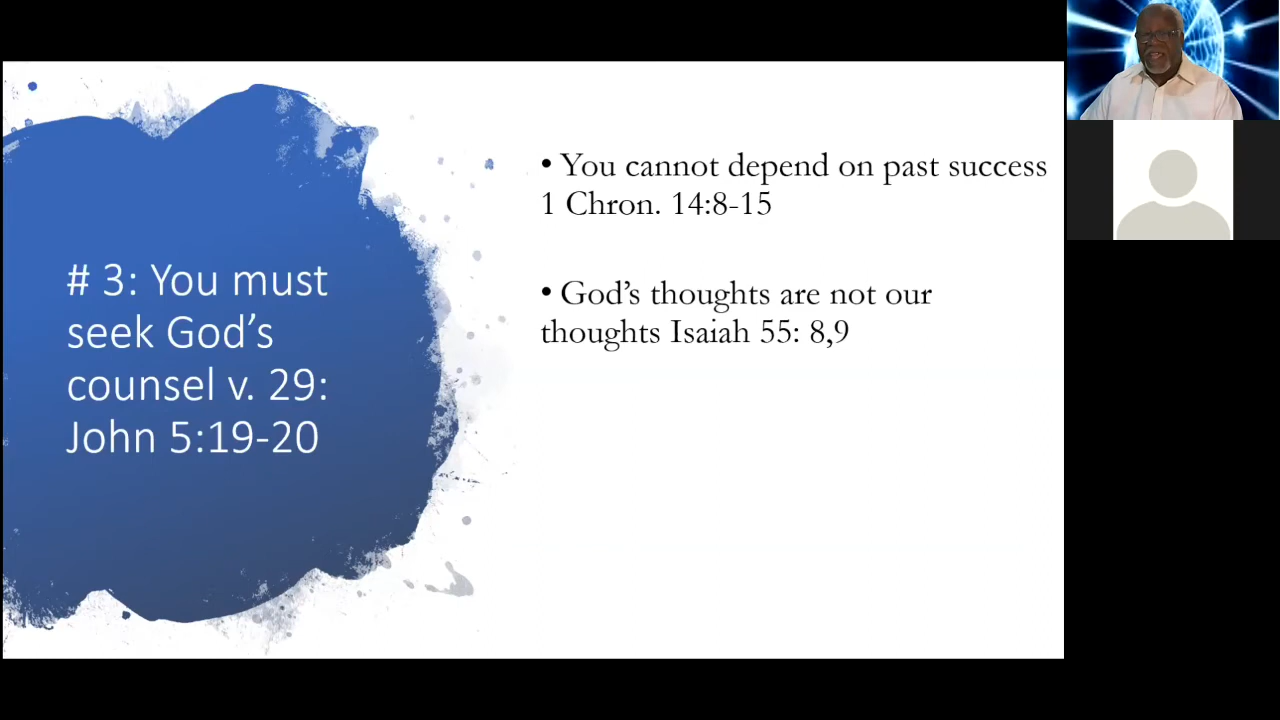 # 3: You must
seek God’s
counsel v. 29:
John 5:19-20
• You cannot depend on past success
1 Chron. 14:8-15
• God’s thoughts are not our
thoughts Isaiah 55: 8,9